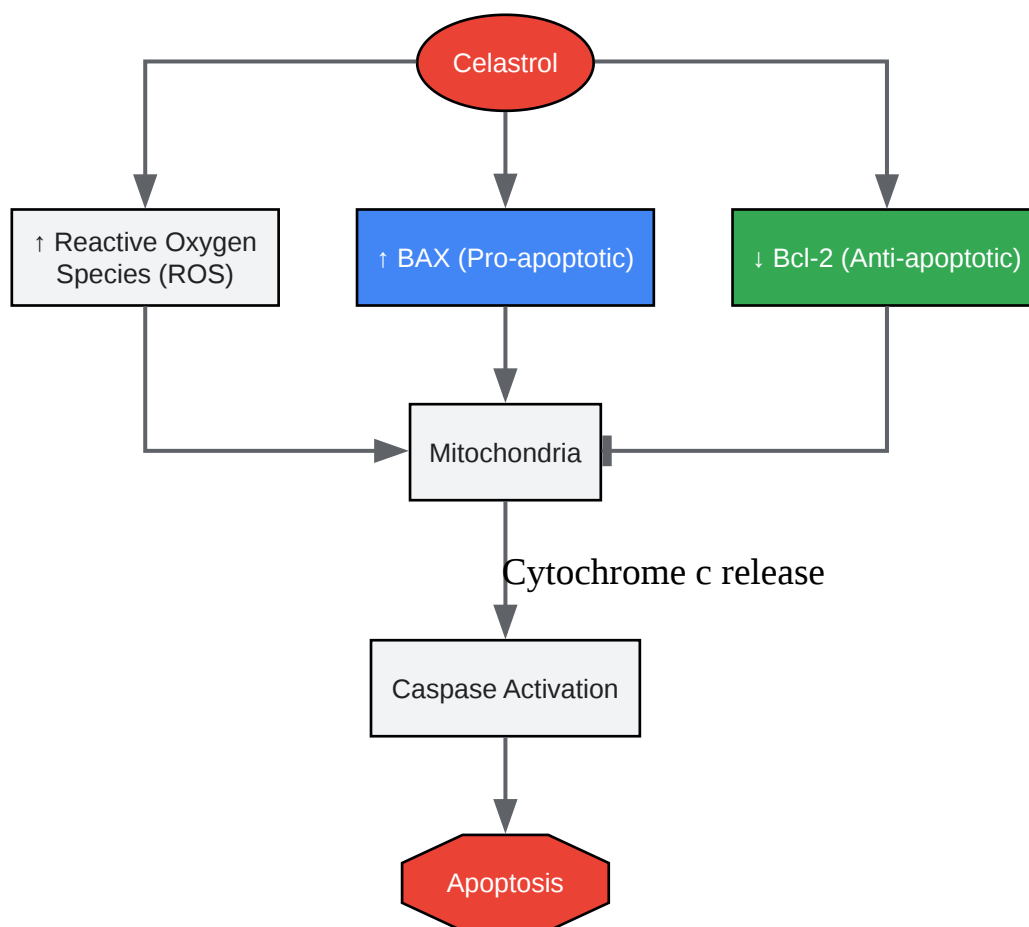 Celastrol
↑ Reactive Oxygen
Species (ROS)
↑ BAX (Pro-apoptotic)
↓ Bcl-2 (Anti-apoptotic)
Mitochondria
Cytochrome c release
Caspase Activation
Apoptosis